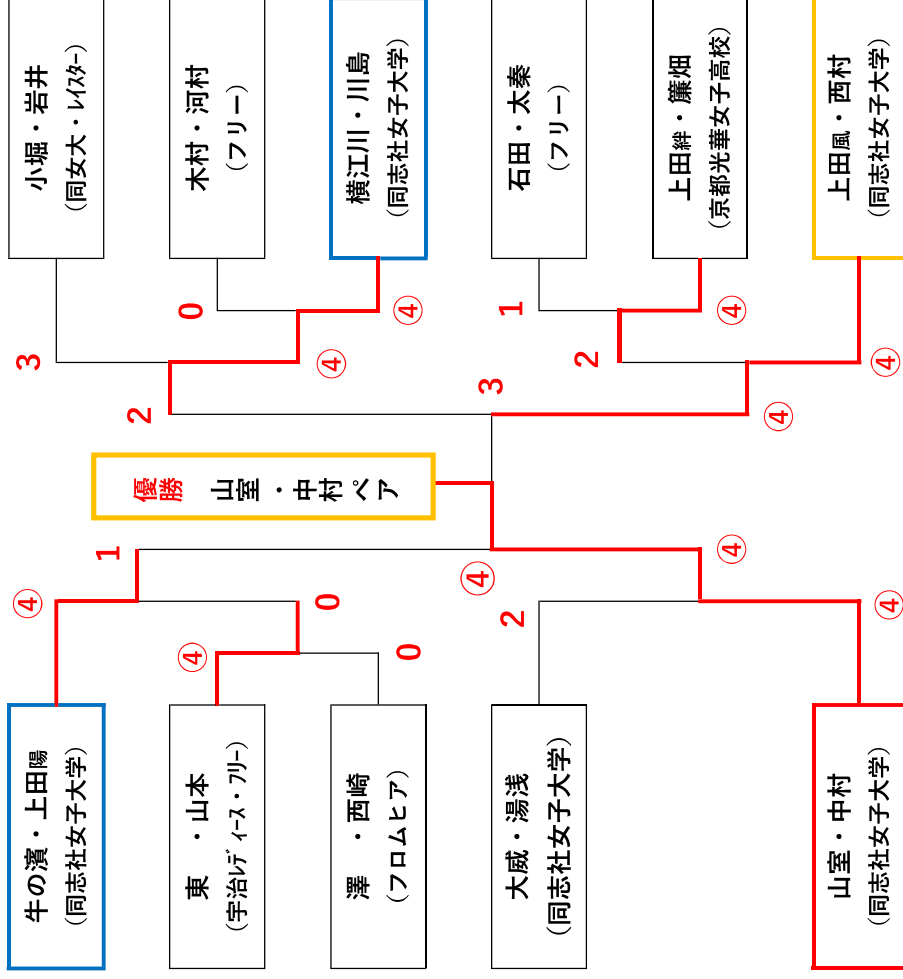 小堀・岩井
(同女大・レイスター)
木村・河村
(フリー)
横江川・川島
(同志社女子大学)
石田・太秦
(フリー)
上田絆・簾畑
(京都光華女子高校)
上田風・西村
(同志社女子大学)
0
④
1
④
3
④
2
④
2
3
④
優勝 山室・中村ペア
1
④
④
④
0
2
④
④
0
牛の濱・上田陽
(同志社女子大学)
東 ・山本
(宇治レディース・フリー)
澤 ・西崎
(フロムヒア)
大威・湯浅
(同志社女子大学)
山室・中村
(同志社女子大学)